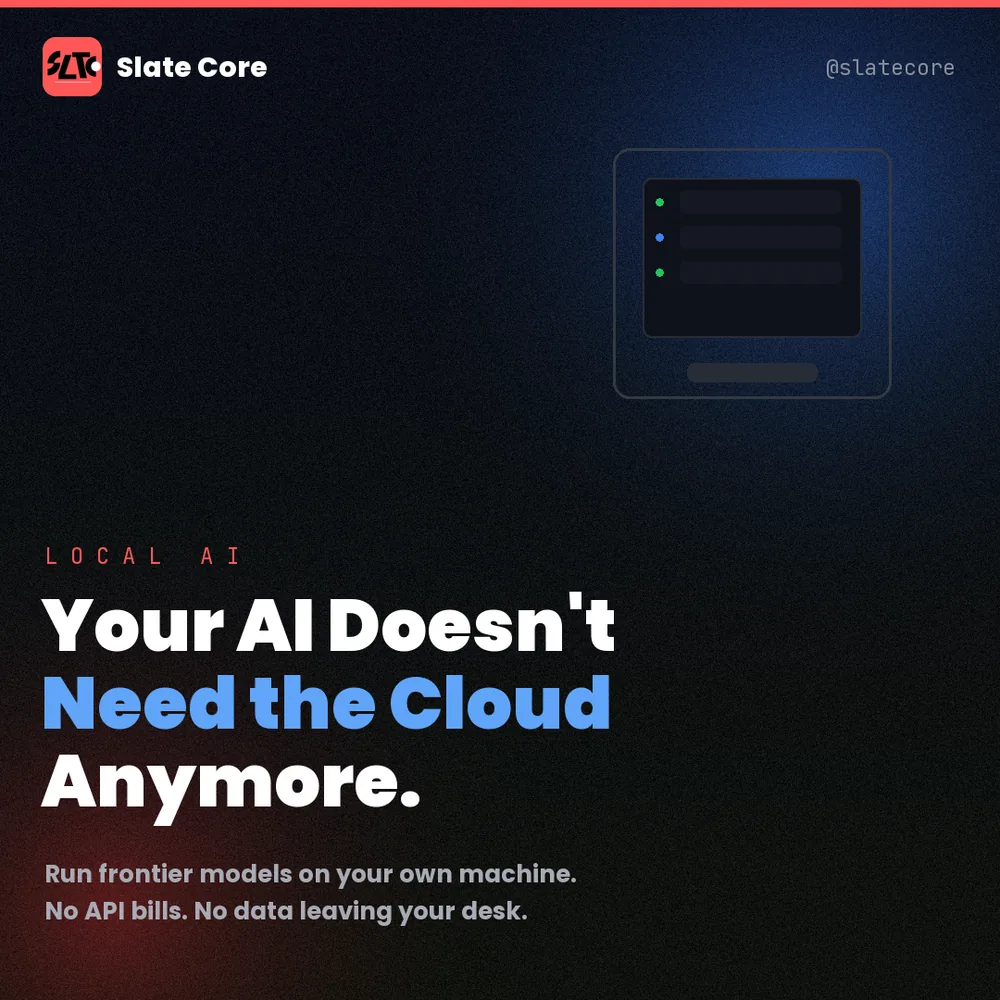 SLTC
Slate Core
@slatecore
LOCAL AI
Your AI Doesn't
Need the Cloud
Anymore.
Run frontier models on your own machine.
No API bills. No data leaving your desk.